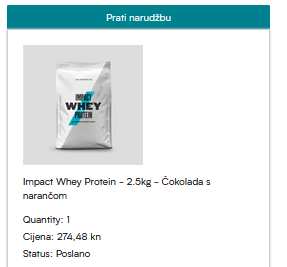 Prati narudžbu
IMPACT
WHEY
PROTEIN
Impact Whey Protein - 2.5kg - Čokolada s
narančom
Quantity: 1
Cijena: 274,48 kn
Status: Poslano